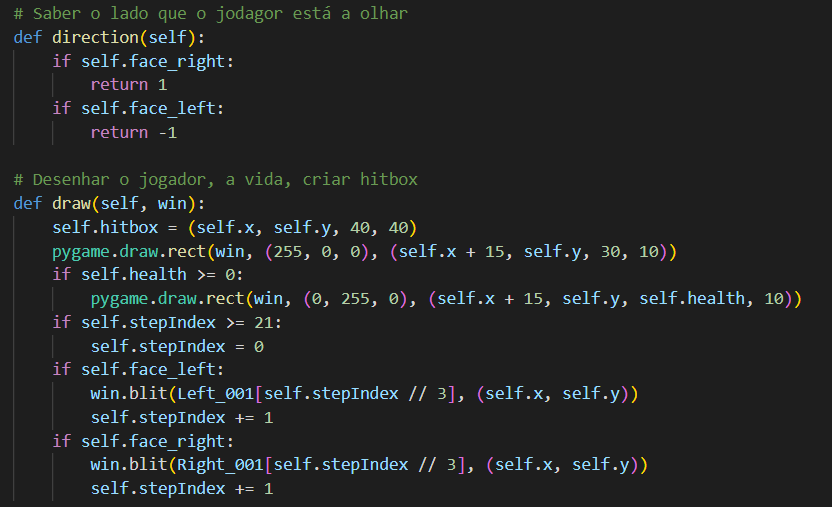 # Saber o lado que o jodagor está a olhar
def direction(self):
    if self.face_right:
        return 1
    if self.face_left:
        return -1

# Desenhar o jogador, a vida, criar hitbox
def draw(self, win):
    self.hitbox = (self.x, self.y, 40, 40)
    pygame.draw.rect(win, (255, 0, 0), (self.x + 15, self.y, 30, 10))
    if self.health >= 0:
        pygame.draw.rect(win, (0, 255, 0), (self.x + 15, self.y, self.health, 10))
    if self.stepIndex >= 21:
        self.stepIndex = 0
    if self.face_left:
        win.blit(Left_001[self.stepIndex // 3], (self.x, self.y))
        self.stepIndex += 1
    if self.face_right:
        win.blit(Right_001[self.stepIndex // 3], (self.x, self.y))
        self.stepIndex += 1